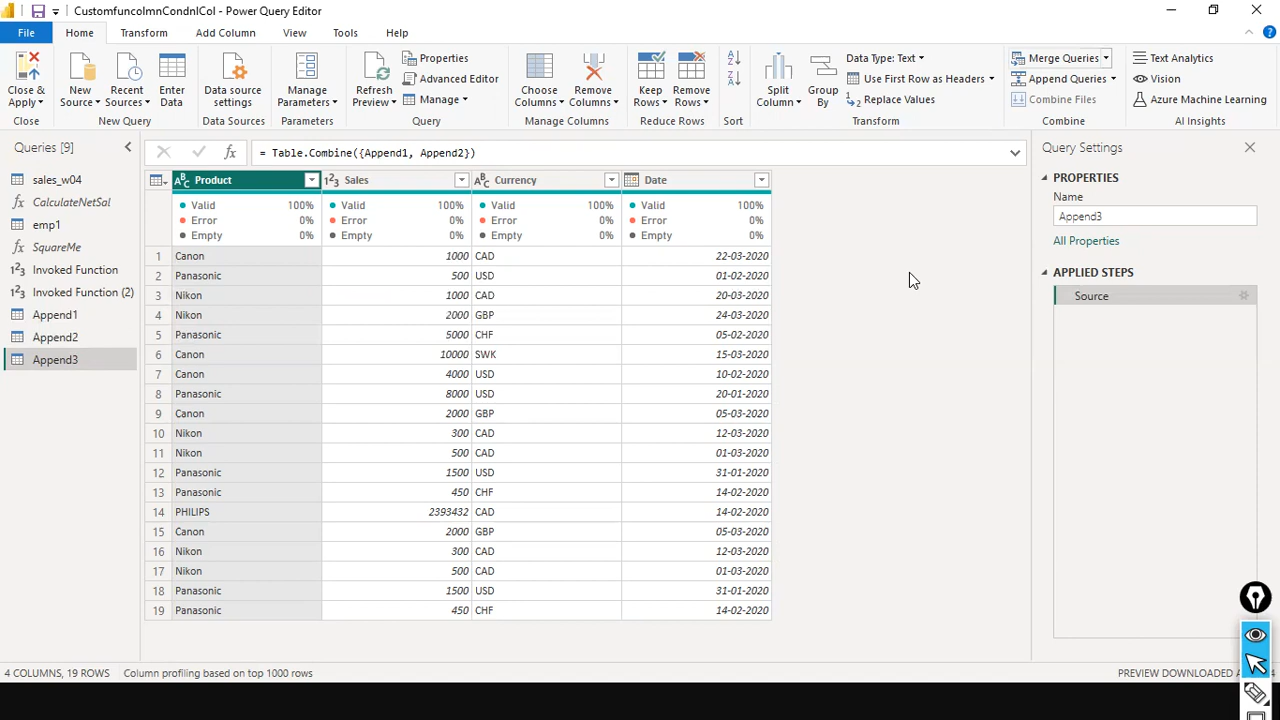 CustomfuncolmnCondnlCol - Power Query Editor
File Home Transform Add Column View Tools Help
Close & Apply
New Source
Recent Sources
Enter Data
Data source settings
Manage Parameters
Refresh Preview
Properties
Advanced Editor
Manage
Choose Columns
Remove Columns
Keep Rows
Remove Rows
Split Column
Group By
Data Type: Text
Use First Row as Headers
Replace Values
Merge Queries
Append Queries
Combine Files
Text Analytics
Vision
Azure Machine Learning
Close New Query Data Sources Parameters Query Manage Columns Reduce Rows Sort Transform Combine AI Insights
Queries [9]
sales_w04
CalculateNetSal
emp1
SquareMe
Invoked Function
Invoked Function (2)
Append1
Append2
Append3
= Table.Combine({Append1, Append2})
Product Sales Currency Date
Valid 100% Valid 100% Valid 100% Valid 100%
Error 0% Error 0% Error 0% Error 0%
Empty 0% Empty 0% Empty 0% Empty 0%
1 Canon 1000 CAD 22-03-2020
2 Panasonic 500 USD 01-02-2020
3 Nikon 1000 CAD 20-03-2020
4 Nikon 2000 GBP 24-03-2020
5 Panasonic 5000 CHF 05-02-2020
6 Canon 10000 SWK 15-03-2020
7 Canon 4000 USD 10-02-2020
8 Panasonic 8000 USD 20-01-2020
9 Canon 2000 GBP 05-03-2020
10 Nikon 300 CAD 12-03-2020
11 Nikon 500 CAD 01-03-2020
12 Panasonic 1500 USD 31-01-2020
13 Panasonic 450 CHF 14-02-2020
14 PHILIPS 2393432 CAD 14-02-2020
15 Canon 2000 GBP 05-03-2020
16 Nikon 300 CAD 12-03-2020
17 Nikon 500 CAD 01-03-2020
18 Panasonic 1500 USD 31-01-2020
19 Panasonic 450 CHF 14-02-2020
Query Settings
PROPERTIES
Name
Append3
All Properties
APPLIED STEPS
Source
4 COLUMNS, 19 ROWS Column profiling based on top 1000 rows PREVIEW DOWNLOADED